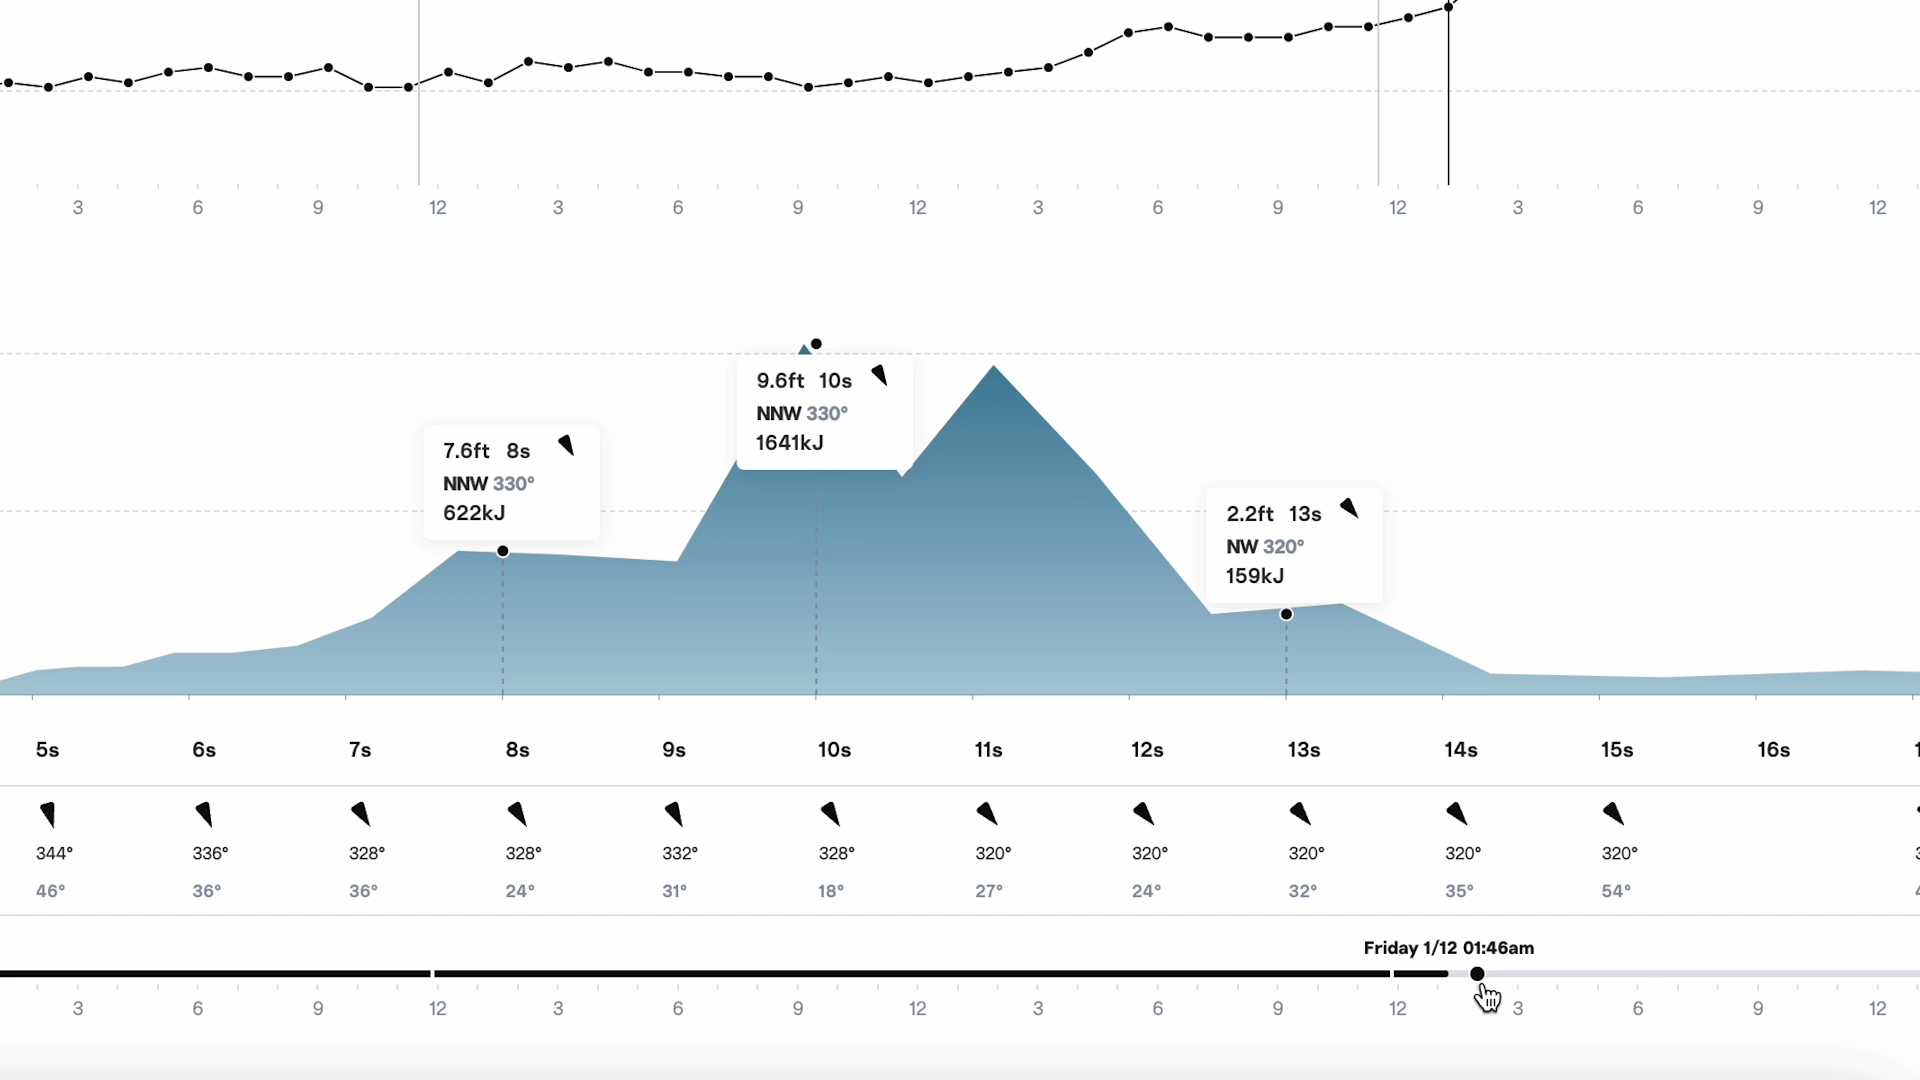 3 6 9 12 3 6 9 12 3 6 9 12 3 6 9 12
9.6ft 10s
NNW 330°
1641kJ
7.6ft 8s
NNW 330°
622kJ
2.2ft 13s
NW 320°
159kJ
5s 6s 7s 8s 9s 10s 11s 12s 13s 14s 15s 16s
344° 336° 328° 328° 332° 328° 320° 320° 320° 320° 320°
46° 36° 36° 24° 31° 18° 27° 24° 32° 35° 54°
Friday 1/12 01:46am
3 6 9 12 3 6 9 12 3 6 9 12 3 6 9 12